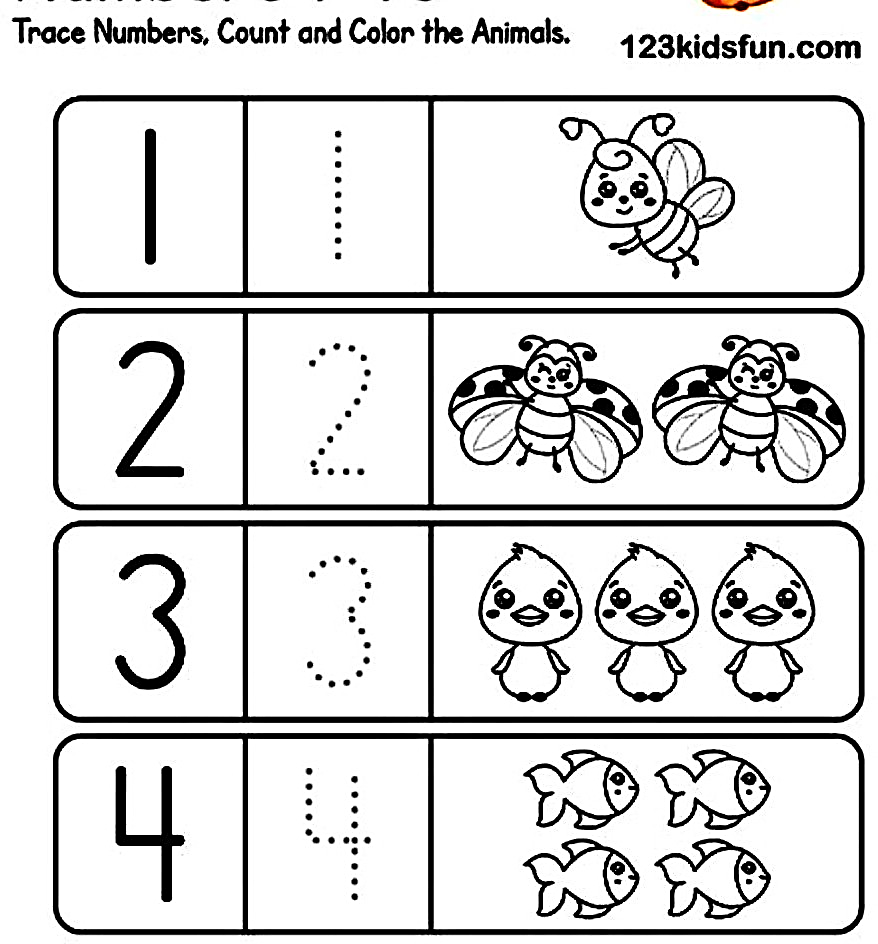 Trace Numbers, Count and Color the Animals.
123kidsfun.com
1 1
2 2
3 3
4 4